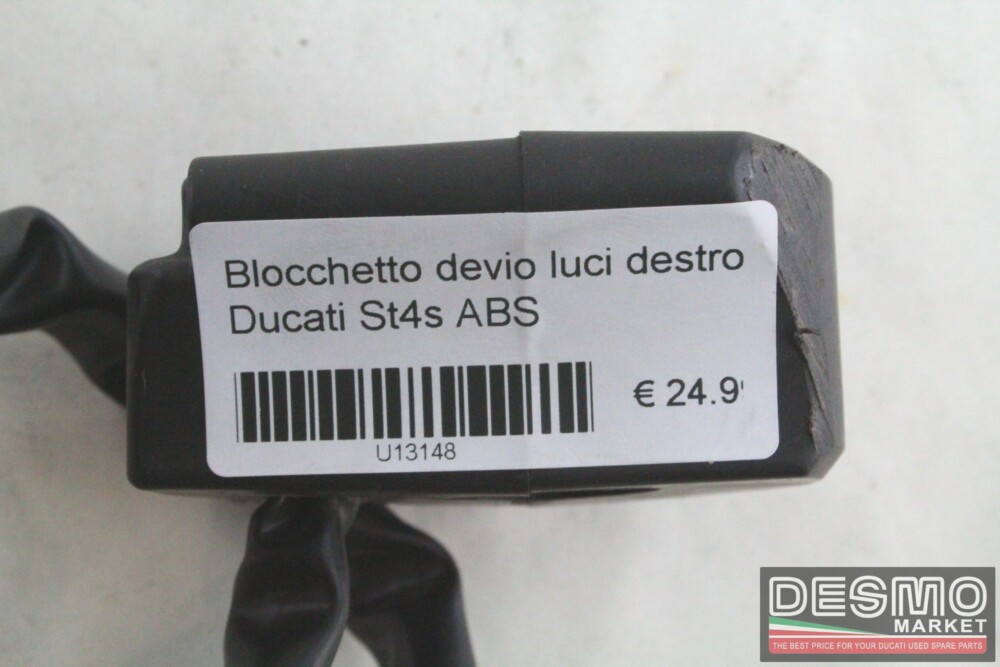 Blocchetto devio luci destro
Ducati St4s ABS
€ 24.9
U13148
DESMO
MARKET
THE BEST PRICE FOR YOUR DUCATI USED SPARE PARTS